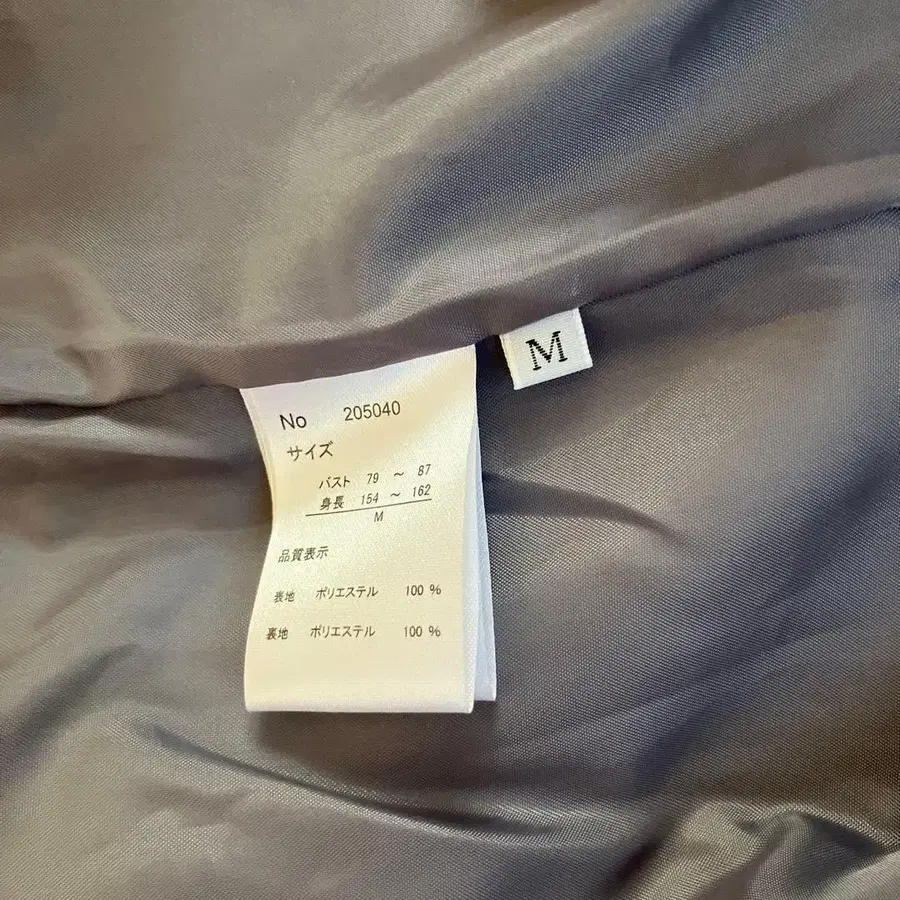 M
No 205040
サイズ
バスト 79 ～ 87
身長 154 ～ 162
M
品質表示
表地 ポリエステル 100 %
裏地 ポリエステル 100 %